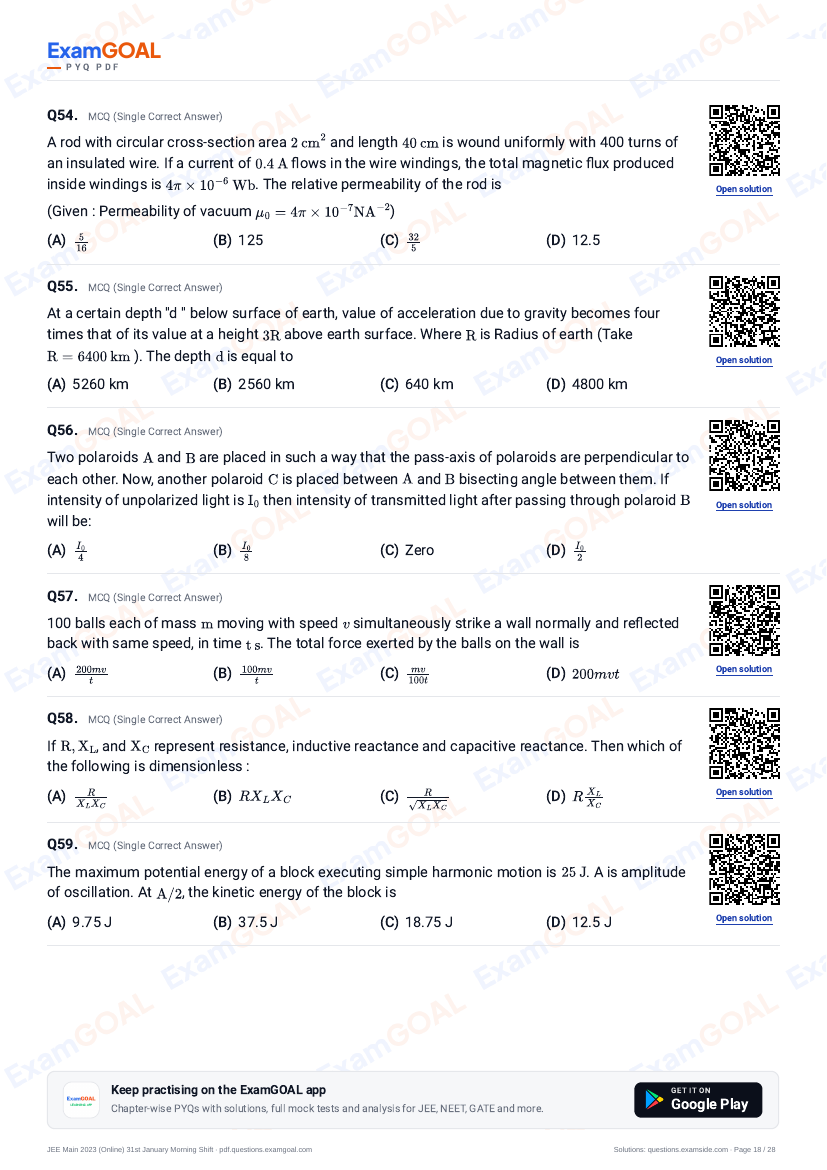 ExamGOAL
PYQ PDF
Q54. MCQ (Single Correct Answer)
A rod with circular cross-section area 2 cm² and length 40 cm is wound uniformly with 400 turns of
an insulated wire. If a current of 0.4 A flows in the wire windings, the total magnetic flux produced
inside windings is 4π × 10⁻⁶ Wb. The relative permeability of the rod is
(Given : Permeability of vacuum μ₀ = 4π × 10⁻⁷NA⁻²)
(A) 5/16 (B) 125 (C) 32/5 (D) 12.5
Open solution
Q55. MCQ (Single Correct Answer)
At a certain depth "d " below surface of earth, value of acceleration due to gravity becomes four
times that of its value at a height 3R above earth surface. Where R is Radius of earth (Take
R = 6400 km ). The depth d is equal to
(A) 5260 km (B) 2560 km (C) 640 km (D) 4800 km
Open solution
Q56. MCQ (Single Correct Answer)
Two polaroids A and B are placed in such a way that the pass-axis of polaroids are perpendicular to
each other. Now, another polaroid C is placed between A and B bisecting angle between them. If
intensity of unpolarized light is I₀ then intensity of transmitted light after passing through polaroid B
will be:
(A) I₀/4 (B) I₀/8 (C) Zero (D) I₀/2
Open solution
Q57. MCQ (Single Correct Answer)
100 balls each of mass m moving with speed v simultaneously strike a wall normally and reflected
back with same speed, in time t s. The total force exerted by the balls on the wall is
(A) 200mv/t (B) 100mv/t (C) mv/100t (D) 200mvt
Open solution
Q58. MCQ (Single Correct Answer)
If R, X_L, and X_C represent resistance, inductive reactance and capacitive reactance. Then which of
the following is dimensionless :
(A) R/X_LX_C (B) RX_LX_C (C) R/√(X_LX_C) (D) R X_L/X_C
Open solution
Q59. MCQ (Single Correct Answer)
The maximum potential energy of a block executing simple harmonic motion is 25 J. A is amplitude
of oscillation. At A/2, the kinetic energy of the block is
(A) 9.75 J (B) 37.5 J (C) 18.75 J (D) 12.5 J
Open solution
Keep practising on the ExamGOAL app
Chapter-wise PYQs with solutions, full mock tests and analysis for JEE, NEET, GATE and more.
GET IT ON
Google Play
JEE Main 2023 (Online) 31st January Morning Shift · pdf.questions.examgoal.com
Solutions: questions.examside.com · Page 18 / 28